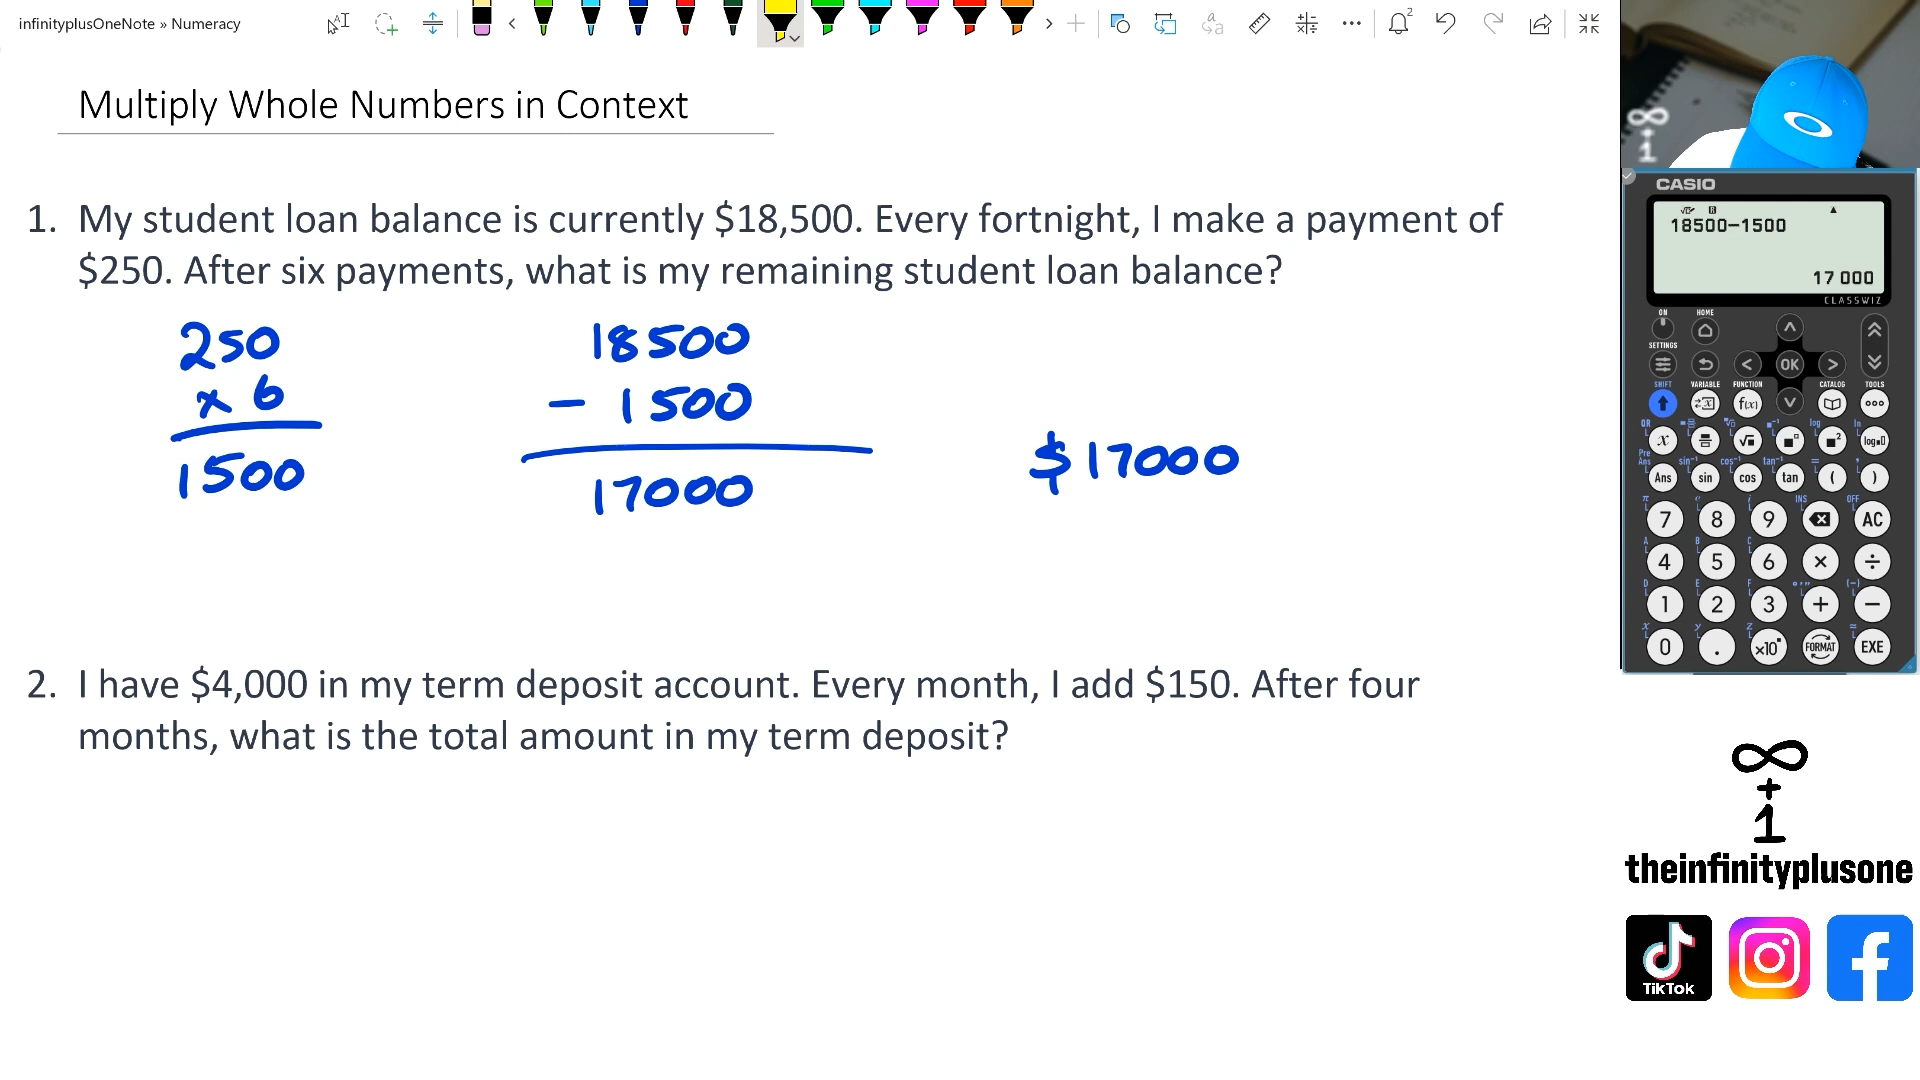 infinityplusOneNote » Numeracy
Multiply Whole Numbers in Context
1. My student loan balance is currently $18,500. Every fortnight, I make a payment of
$250. After six payments, what is my remaining student loan balance?
250
x 6
1500
18500
- 1500
17000
$17000
2. I have $4,000 in my term deposit account. Every month, I add $150. After four
months, what is the total amount in my term deposit?
∞
+
1
CASIO
18500−1500
17 000
CLASSWIZ
ON HOME
SETTINGS
OK
SHIFT VARIABLE FUNCTION CATALOG TOOLS
f(x)
Ans sin cos tan ( )
INS OFF
7 8 9 AC
4 5 6 × ÷
1 2 3 + −
0 . ×10 FORMAT EXE
∞
+
1
theinfinityplusone
TikTok